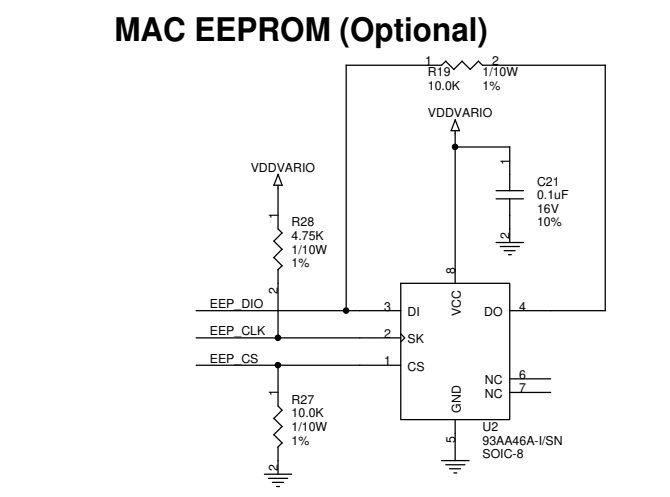 MAC EEPROM (Optional)
1
2
R19
1/10W
10.0K
1%
VDDVARIO
VDDVARIO
1
C21
0.1uF
16V
10%
2
1
R28
4.75K
1/10W
1%
2
8
EEP_DIO
3
DI
VCC
DO
4
EEP_CLK
2
SK
EEP_CS
1
CS
NC
6
NC
7
GND
1
R27
10.0K
1/10W
1%
2
5
U2
93AA46A-I/SN
SOIC-8